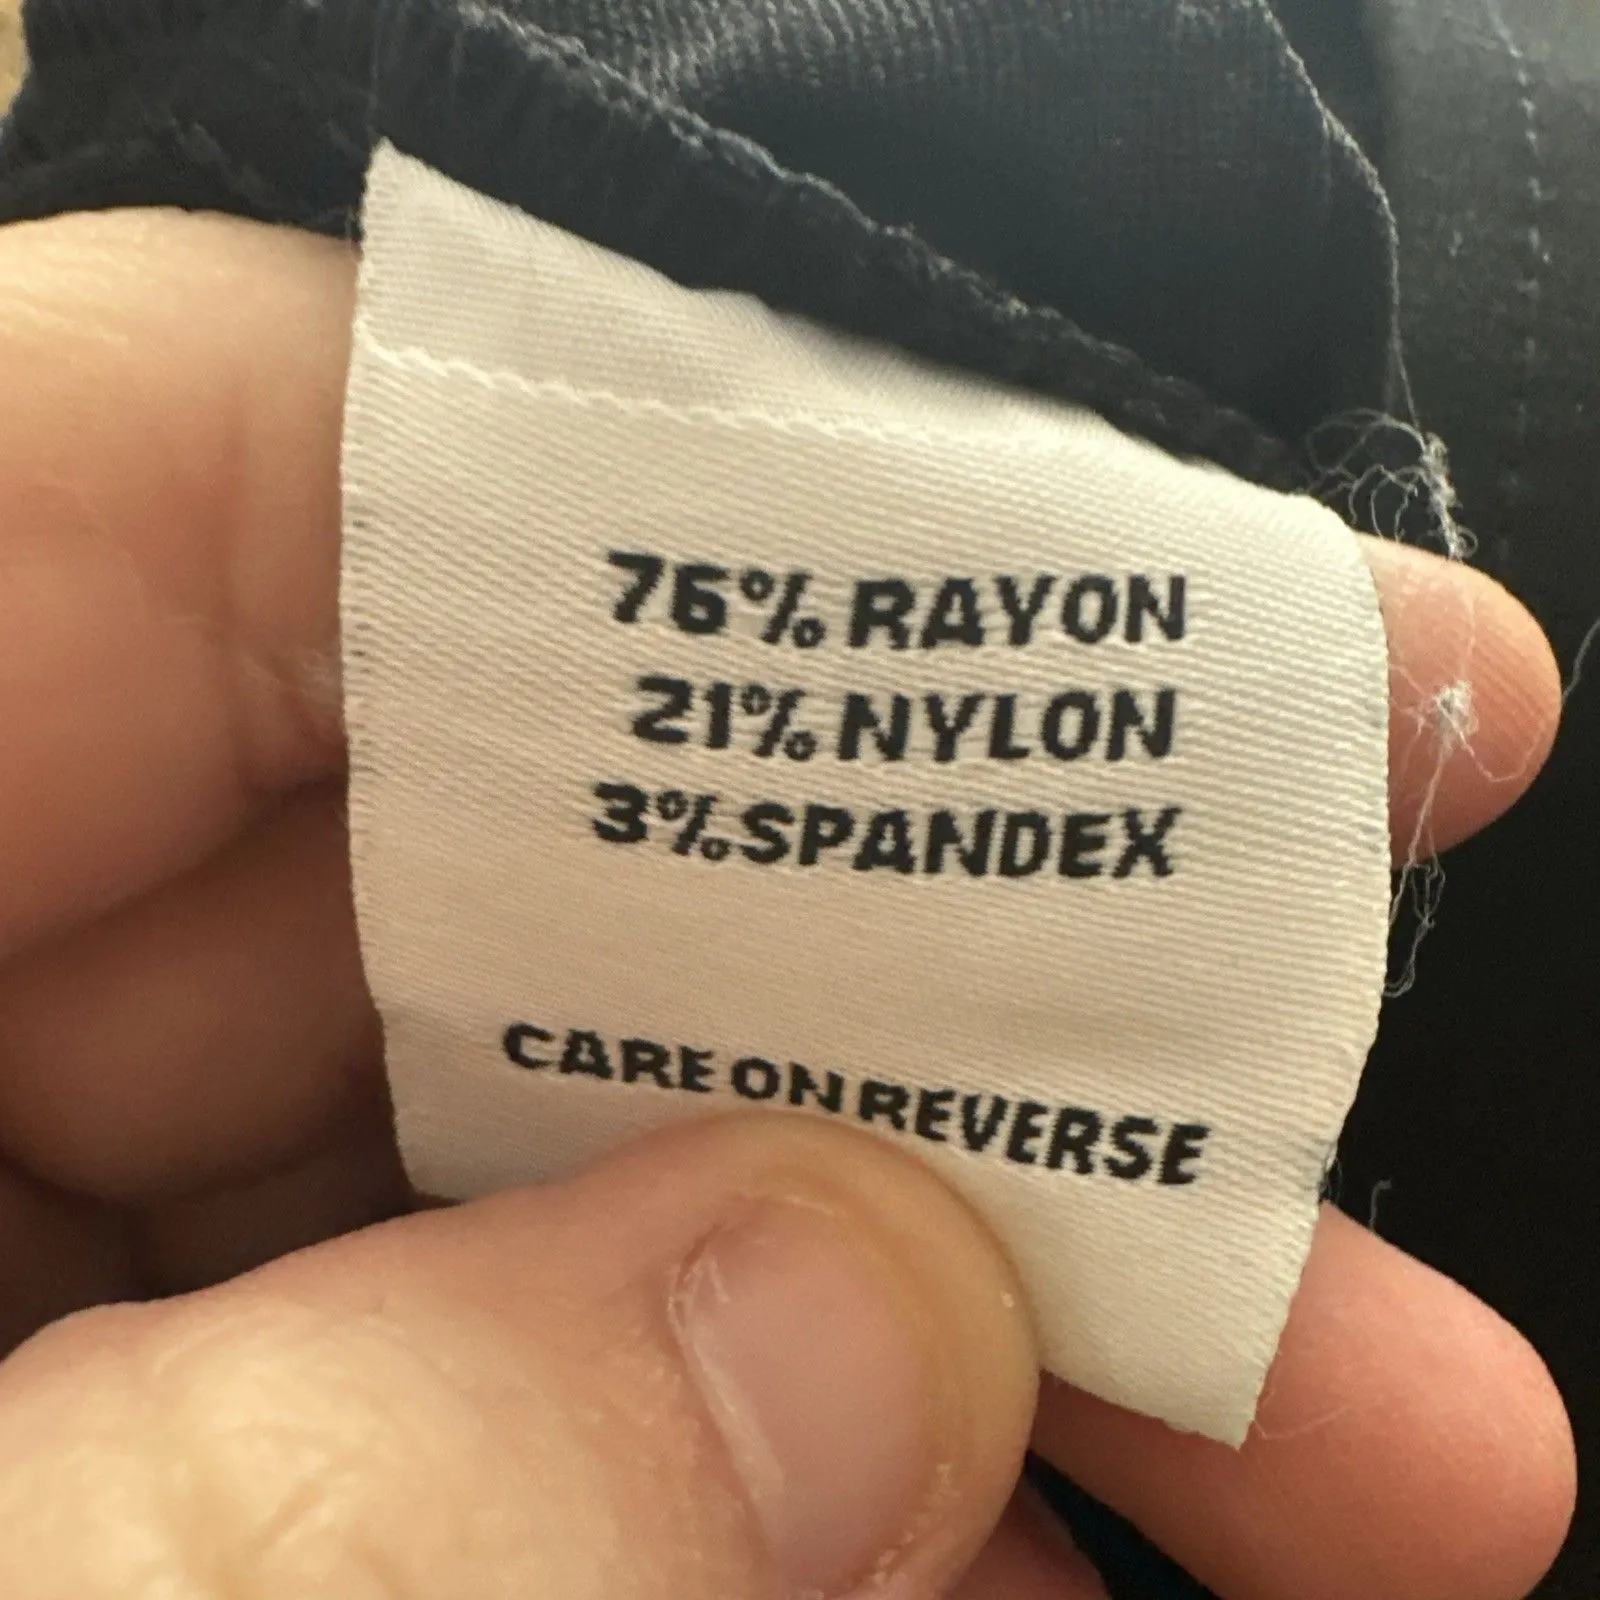 76% RAYON
21% NYLON
3% SPANDEX
CARE ON REVERSE